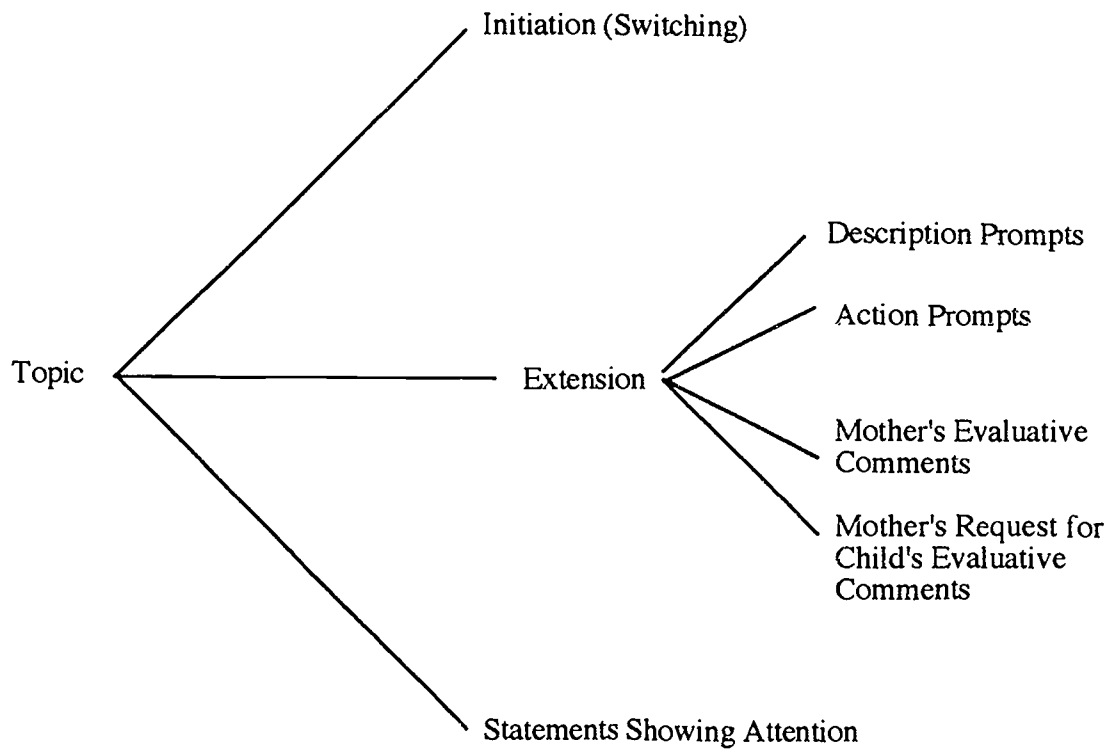 Initiation (Switching)
Description Prompts
Action Prompts
Topic
Extension
Mother's Evaluative
Comments
Mother's Request for
Child's Evaluative
Comments
Statements Showing Attention